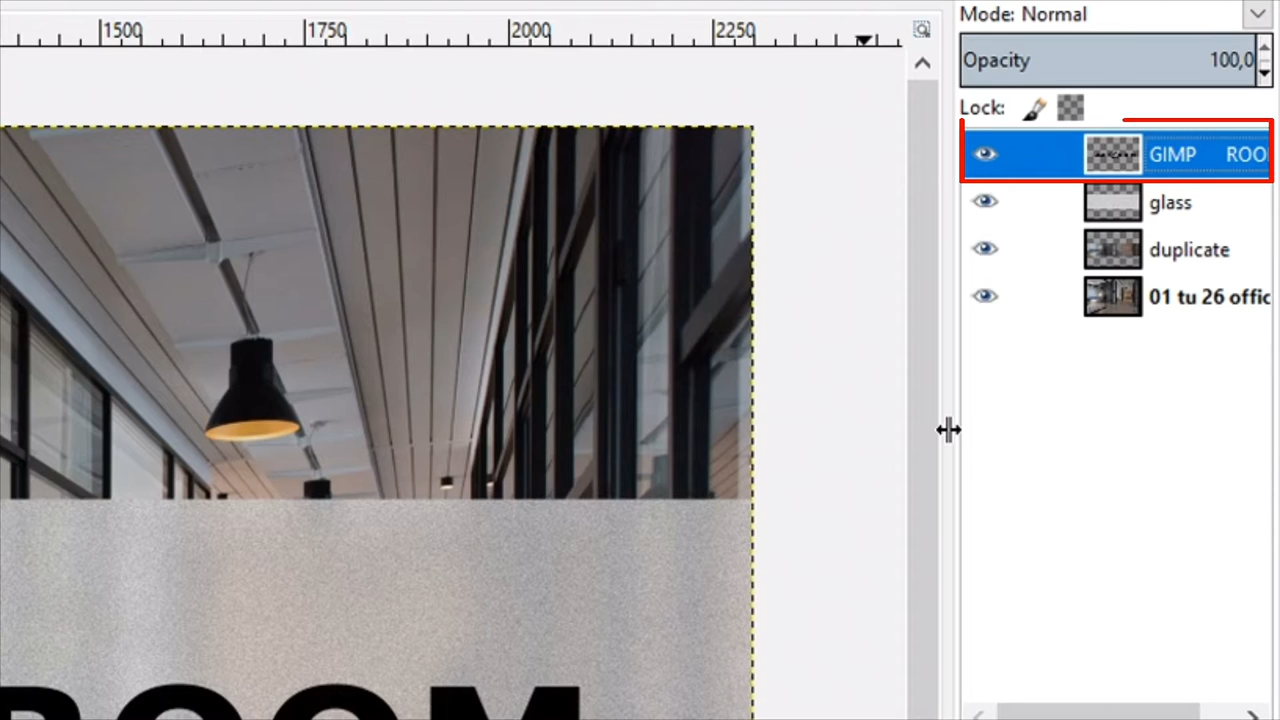 Mode: Normal
1500 1750 2000 2250
Opacity 100,0
Lock:
GIMP ROO
glass
duplicate
01 tu 26 offic
ROOM